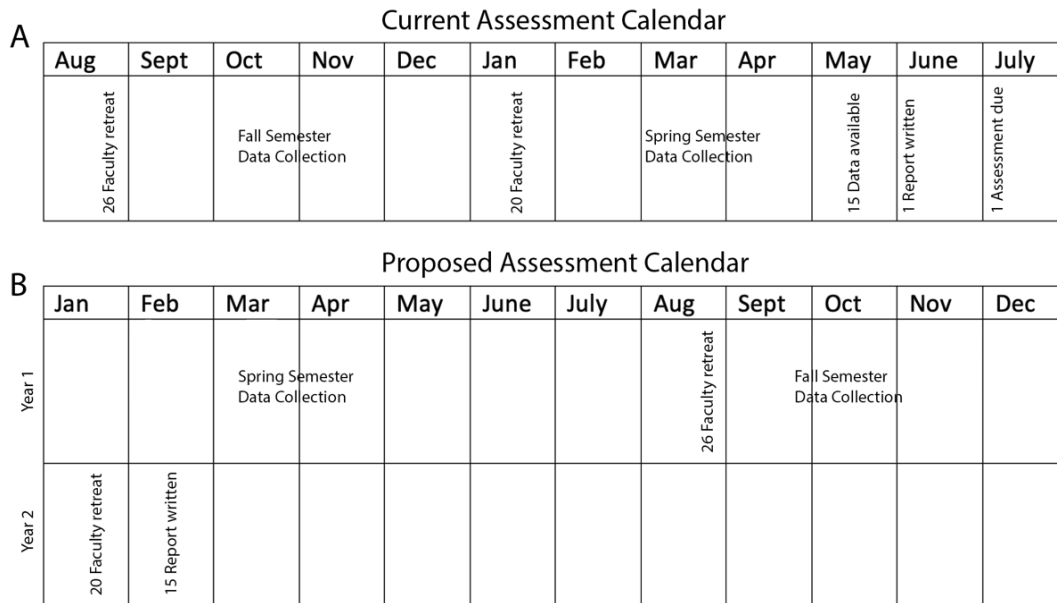 Current Assessment Calendar
A
Aug Sept Oct Nov Dec Jan Feb Mar Apr May June July
26 Faculty retreat
Fall Semester
Data Collection
20 Faculty retreat
Spring Semester
Data Collection
15 Data available
1 Report written
1 Assessment due
Proposed Assessment Calendar
B
Jan Feb Mar Apr May June July Aug Sept Oct Nov Dec
Year 1
Spring Semester
Data Collection
26 Faculty retreat
Fall Semester
Data Collection
Year 2
20 Faculty retreat
15 Report written